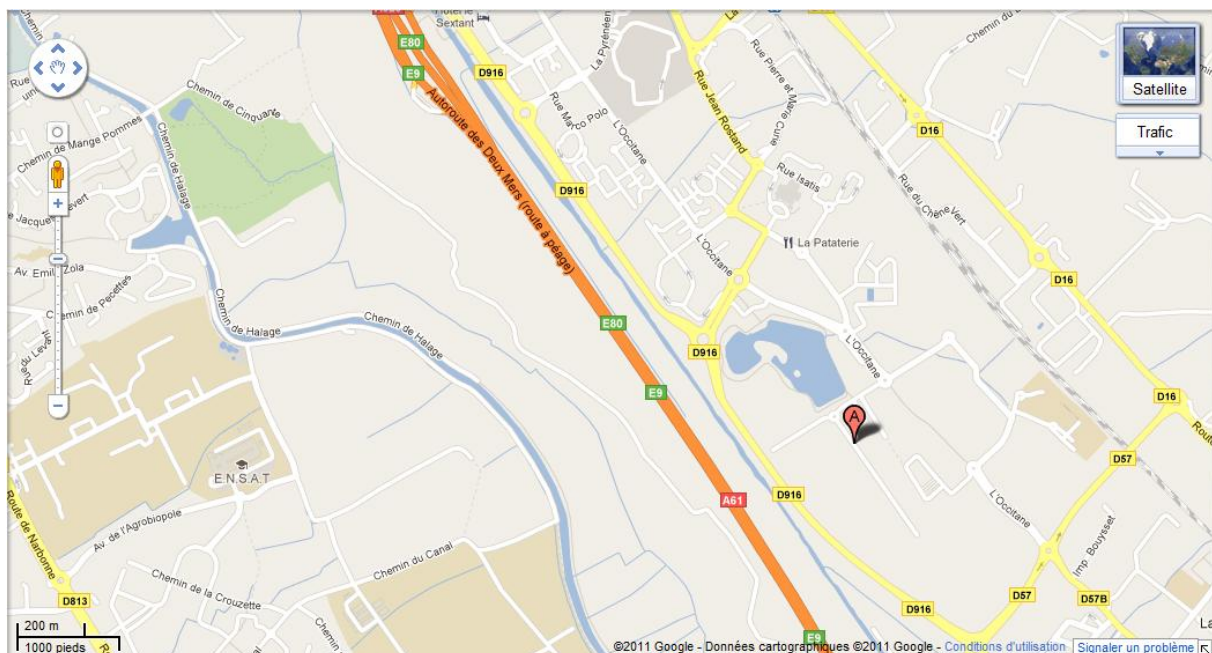 Hôterie
Sextant
E80
E9
D916
La Pyrénéen
Rue Marco Polo
L'Occitane
Rue Jean Rostand
Rue Pierre et Marie Curie
Rue Isatis
La Pataterie
D16
Rue du Chêne Vert
Satellite
Trafic
Chemin de Cinquante
Chemin de Mange Pommes
Chemin de Halage
Av. Emile Zola
Chemin de Pecettes
Autoroute des Deux Mers (route à péage)
D916
L'Occitane
D16
E80
Chemin de Halage
Chemin de Halage
D916
L'Occitane
E9
A
D16
D57
E.N.S.A.T
A61
D916
L'Occitane
Route de Narbonne
Av. de l'Agrobiopole
Chemin du Canal
Chemin de la Crouzette
Imp. Bouysset
D813
D916
D57
D57B
E9
200 m
1000 pieds
©2011 Google - Données cartographiques ©2011 Google - Conditions d'utilisation
Signaler un problème